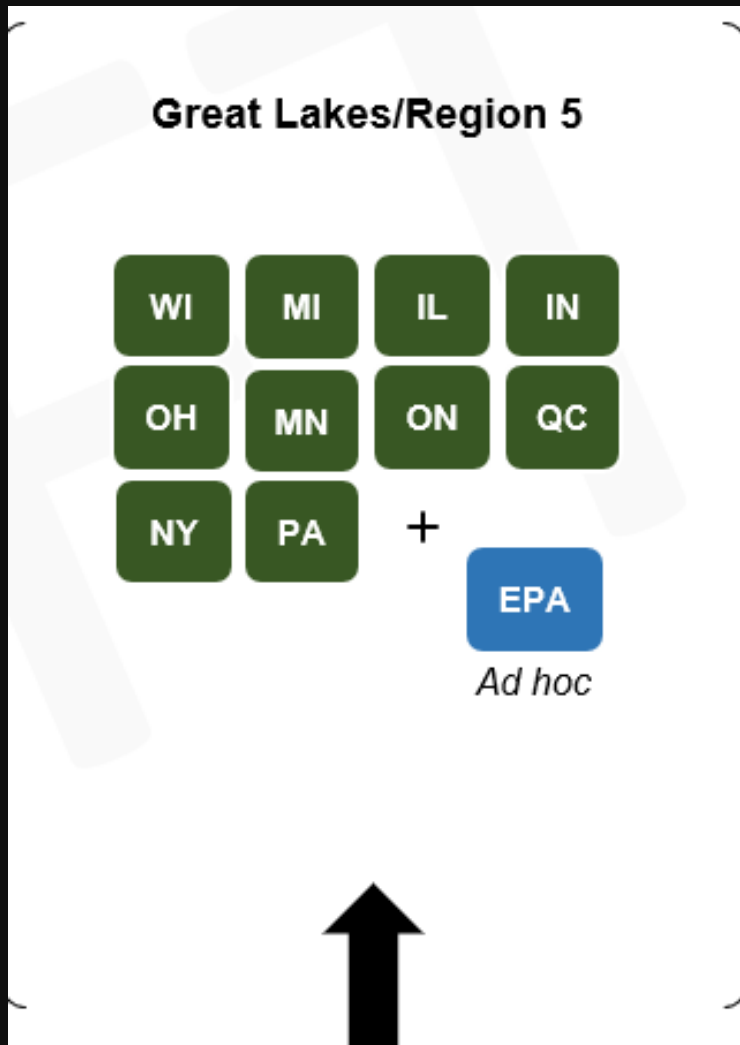 Great Lakes/Region 5
WI MI IL IN
OH MN ON QC
NY PA +
EPA
Ad hoc